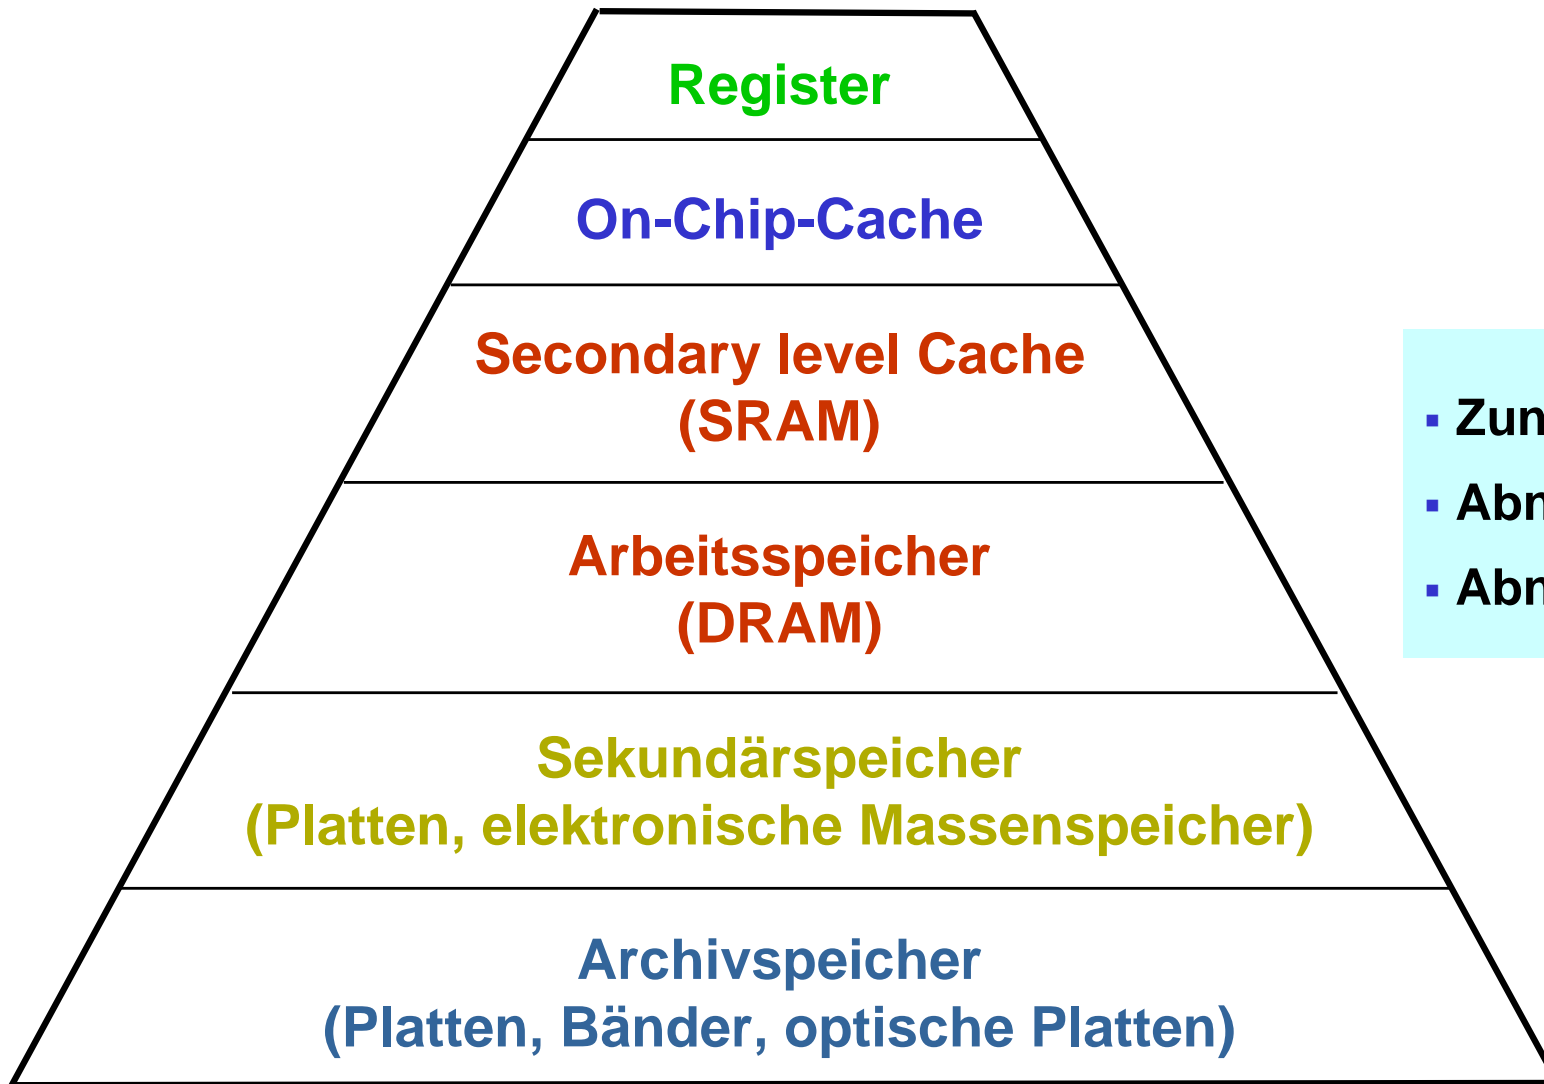 Register
On-Chip-Cache
Secondary level Cache
(SRAM)
Arbeitsspeicher
(DRAM)
Sekundärspeicher
(Platten, elektronische Massenspeicher)
Archivspeicher
(Platten, Bänder, optische Platten)